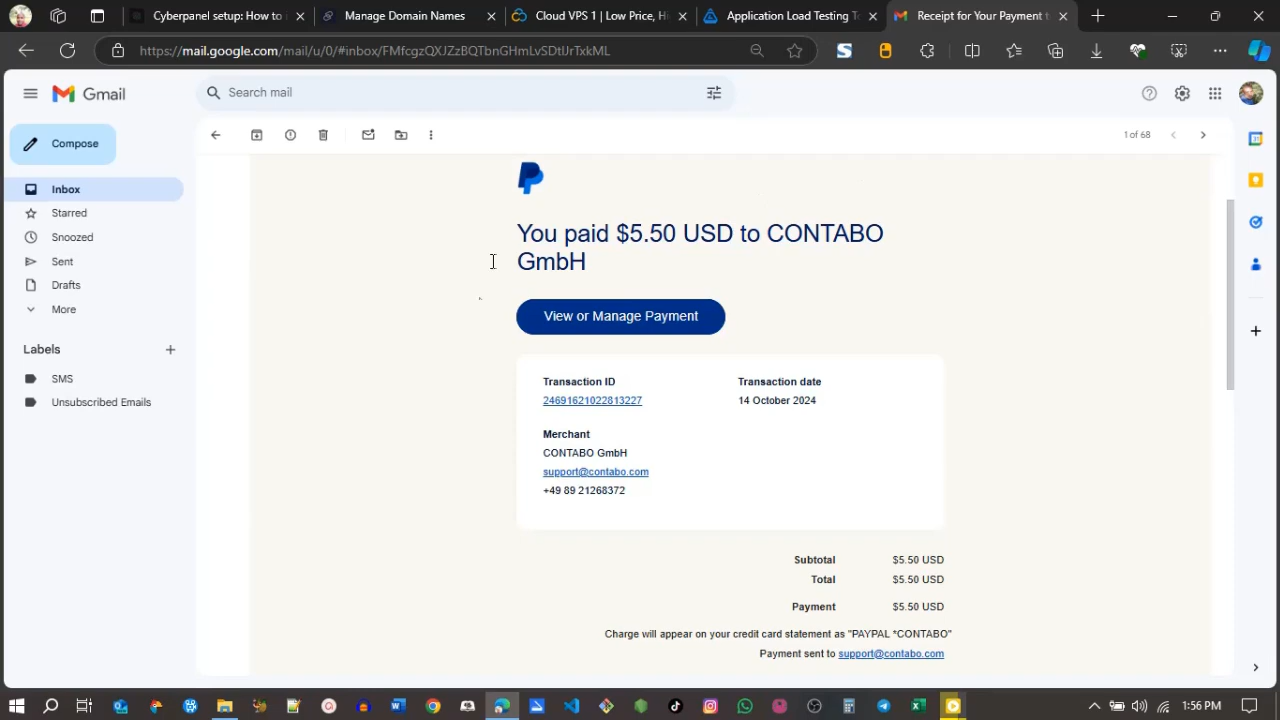 Cyberpanel setup: How to
Manage Domain Names
Cloud VPS 1 | Low Price, Hi
Application Load Testing T
Receipt for Your Payment t
https://mail.google.com/mail/u/0/#inbox/FMfcgzQXJZzBQTbnGHmLvSDtUrTxkML
Gmail
Search mail
Compose
1 of 68
Inbox
Starred
Snoozed
Sent
Drafts
More
Labels
SMS
Unsubscribed Emails
You paid $5.50 USD to CONTABO
GmbH
View or Manage Payment
Transaction ID
Transaction date
24691621022813227
14 October 2024
Merchant
CONTABO GmbH
support@contabo.com
+49 89 21268372
Subtotal $5.50 USD
Total $5.50 USD
Payment $5.50 USD
Charge will appear on your credit card statement as "PAYPAL *CONTABO"
Payment sent to support@contabo.com
1:56 PM